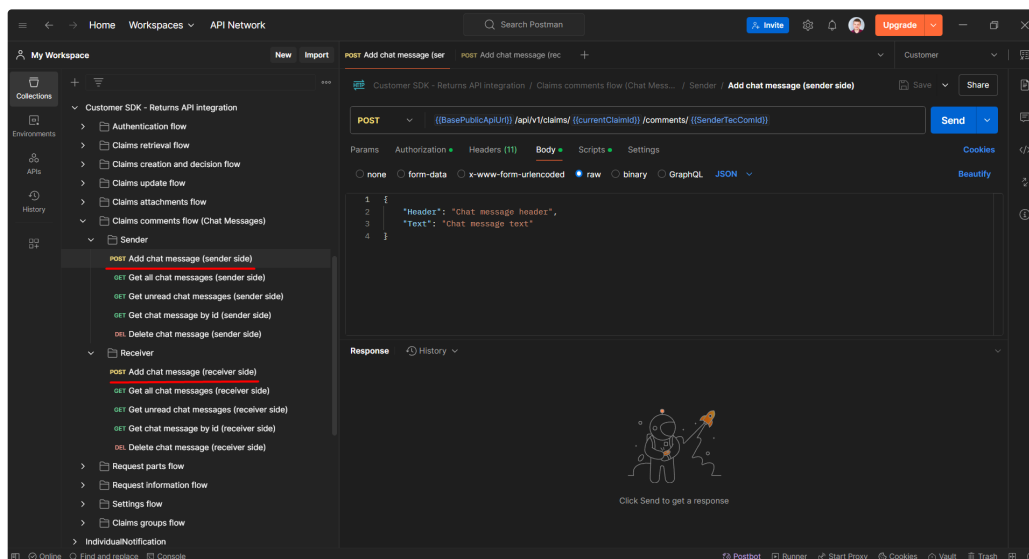 Home Workspaces API Network Search Postman Invite Upgrade
My Workspace New Import POST Add chat message (ser POST Add chat message (rec Customer
Collections
Environments
APIs
History
Customer SDK - Returns API integration
Authentication flow
Claims retrieval flow
Claims creation and decision flow
Claims update flow
Claims attachments flow
Claims comments flow (Chat Messages)
Sender
POST Add chat message (sender side)
GET Get all chat messages (sender side)
GET Get unread chat messages (sender side)
GET Get chat message by id (sender side)
DEL Delete chat message (sender side)
Receiver
POST Add chat message (receiver side)
GET Get all chat messages (receiver side)
GET Get unread chat messages (receiver side)
GET Get chat message by id (receiver side)
DEL Delete chat message (receiver side)
Request parts flow
Request information flow
Settings flow
Claims groups flow
IndividualNotification
HTTP Customer SDK - Returns API integration / Claims comments flow (Chat Mess... / Sender / Add chat message (sender side) Save Share
POST {{BasePublicApiUrl}} /api/v1/claims/ {{currentClaimId}} /comments/ {{SenderTecComId}} Send
Params Authorization Headers (11) Body Scripts Settings Cookies
none form-data x-www-form-urlencoded raw binary GraphQL JSON Beautify
1 {
2 "Header": "Chat message header",
3 "Text": "Chat message text"
4 }
Response History
Click Send to get a response
Online Find and replace Console Postbot Runner Start Proxy Cookies Vault Trash